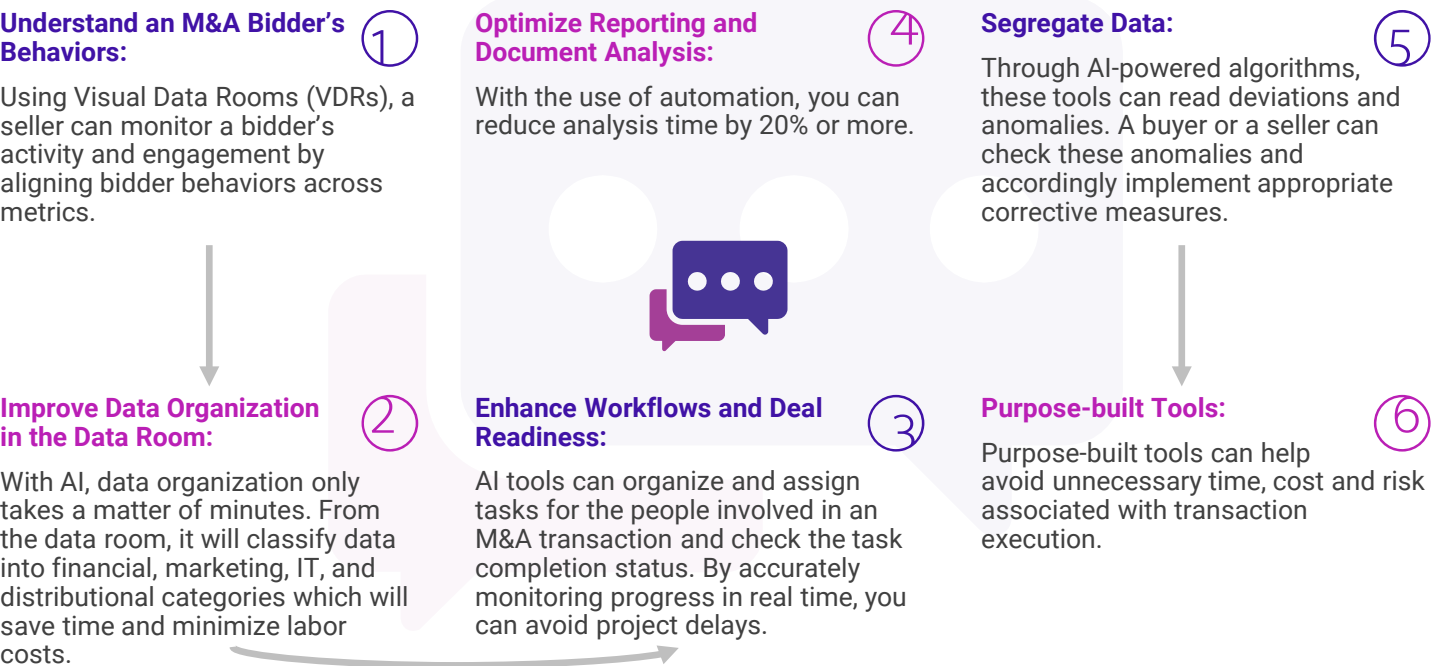 Understand an M&A Bidder's
Behaviors:
1
Using Visual Data Rooms (VDRs), a
seller can monitor a bidder's
activity and engagement by
aligning bidder behaviors across
metrics.
Improve Data Organization
in the Data Room:
2
With AI, data organization only
takes a matter of minutes. From
the data room, it will classify data
into financial, marketing, IT, and
distributional categories which will
save time and minimize labor
costs.
Enhance Workflows and Deal
Readiness:
3
AI tools can organize and assign
tasks for the people involved in an
M&A transaction and check the task
completion status. By accurately
monitoring progress in real time, you
can avoid project delays.
Optimize Reporting and
Document Analysis:
4
With the use of automation, you can
reduce analysis time by 20% or more.
Segregate Data:
5
Through AI-powered algorithms,
these tools can read deviations and
anomalies. A buyer or a seller can
check these anomalies and
accordingly implement appropriate
corrective measures.
Purpose-built Tools:
6
Purpose-built tools can help
avoid unnecessary time, cost and risk
associated with transaction
execution.